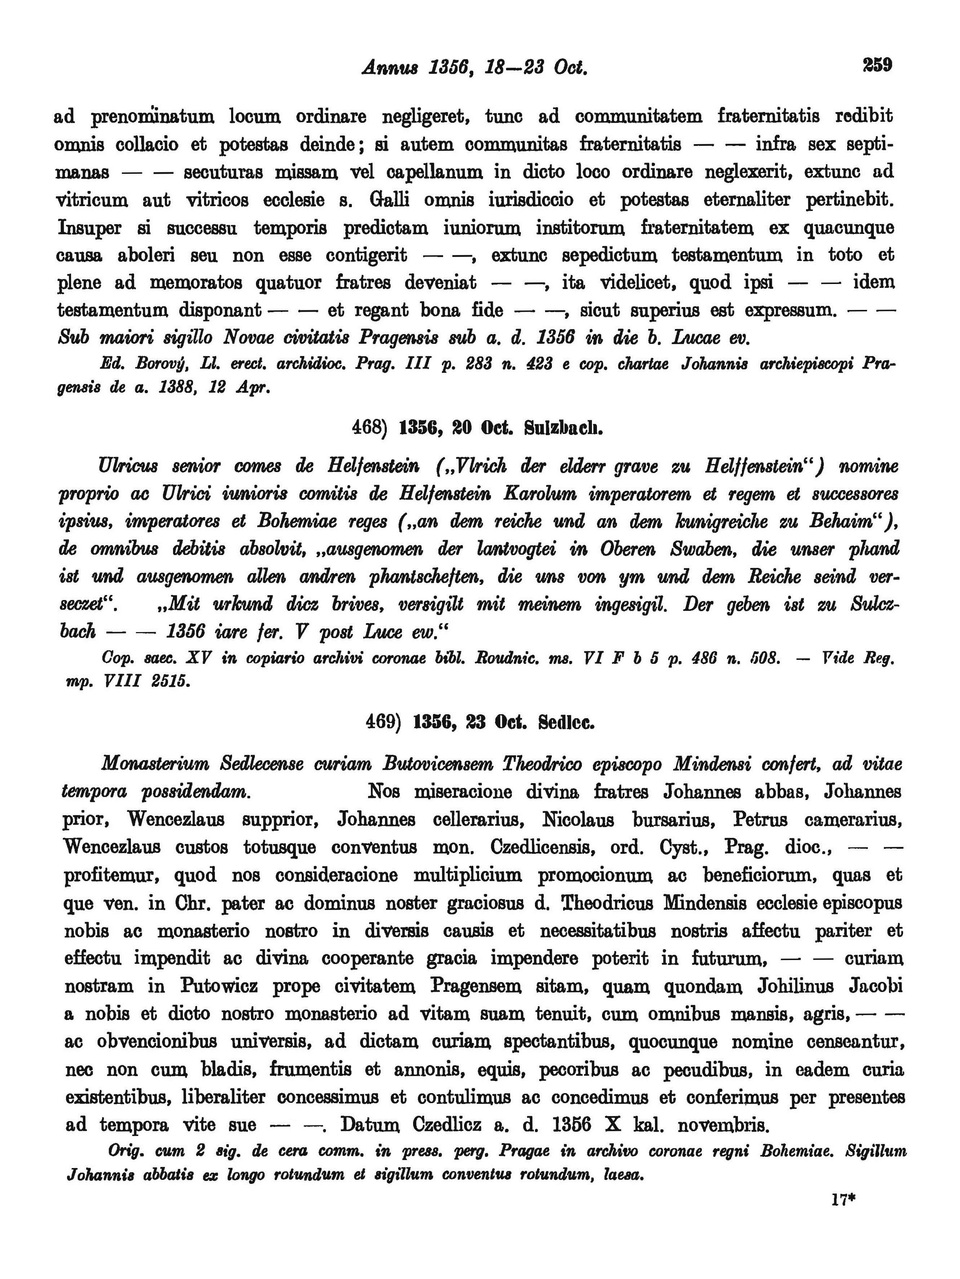 Annus 1356, 18—23 Oct. 259
ad prenominatum locum ordinare negligeret, tunc ad communitatem fraternitatis redibit
omnis collacio et potestas deinde; si autem communitas fraternitatis — — infra sex septi-
manas — — secuturas missam vel capellanum in dicto loco ordinare neglexerit, extunc ad
vitricum aut vitricos ecclesie s. Galli omnis iurisdiccio et potestas eternaliter pertinebit.
Insuper si successu temporis predictam iuniorum institorum fraternitatem ex quacunque
causa aboleri seu non esse contigerit — —, extunc sepedictum testamentum in toto et
plene ad memoratos quatuor fratres deveniat — —, ita videlicet, quod ipsi — — idem
testamentum disponant — — et regant bona fide — —, sicut superius est expressum. — —
Sub maiori sigillo Novae civitatis Pragensis sub a. d. 1356 in die b. Lucae ev.
Ed. Borový, Ll. erect. archidioc. Prag. III p. 283 n. 423 e cop. chartae Johannis archiepiscopi Pra-
gensis de a. 1388, 12 Apr.
468) 1356, 20 Oct. Sulzbach.
Ulricus senior comes de Helfenstein („Vlrich der elderr grave zu Helffenstein“) nomine
proprio ac Ulrici iunioris comitis de Helfenstein Karolum imperatorem et regem et successores
ipsius, imperatores et Bohemiae reges („an dem reiche und an dem kunigreiche zu Behaim“),
de omnibus debitis absolvit, „ausgenomen der lantvogtei in Oberen Swaben, die unser phand
ist und ausgenomen allen andren phantscheften, die uns von ym und dem Reiche seind ver-
seczet“. „Mit urkund dicz brives, versigilt mit meinem ingesigil. Der geben ist zu Sulcz-
bach — — 1356 iare fer. V post Luce ew.“
Cop. saec. XV in copiario archivi coronae bibl. Roudnic. ms. VI F b 5 p. 486 n. 508. — Vide Reg.
mp. VIII 2515.
469) 1356, 23 Oct. Sedlec.
Monasterium Sedlecense curiam Butovicensem Theodrico episcopo Mindensi confert, ad vitae
tempora possidendam. Nos miseracione divina fratres Johannes abbas, Johannes
prior, Wencezlaus supprior, Johannes cellerarius, Nicolaus bursarius, Petrus camerarius,
Wencezlaus custos totusque conventus mon. Czedlicensis, ord. Cyst., Prag. dioc., — —
profitemur, quod nos consideracione multiplicium promocionum ac beneficiorum, quas et
que ven. in Chr. pater ac dominus noster graciosus d. Theodricus Mindensis ecclesie episcopus
nobis ac monasterio nostro in diversis causis et necessitatibus nostris affectu pariter et
effectu impendit ac divina cooperante gracia impendere poterit in futurum, — — curiam
nostram in Putowicz prope civitatem Pragensem sitam, quam quondam Johilinus Jacobi
a nobis et dicto nostro monasterio ad vitam suam tenuit, cum omnibus mansis, agris, — —
ac obvencionibus universis, ad dictam curiam spectantibus, quocunque nomine censeantur,
nec non cum bladis, frumentis et annonis, equis, pecoribus ac pecudibus, in eadem curia
existentibus, liberaliter concessimus et contulimus ac concedimus et conferimus per presentes
ad tempora vite sue — —. Datum Czedlicz a. d. 1356 X kal. novembris.
Orig. cum 2 sig. de cera comm. in press. perg. Pragae in archivo coronae regni Bohemiae. Sigillum
Johannis abbatis ex longo rotundum et sigillum conventus rotundum, laesa.
17*